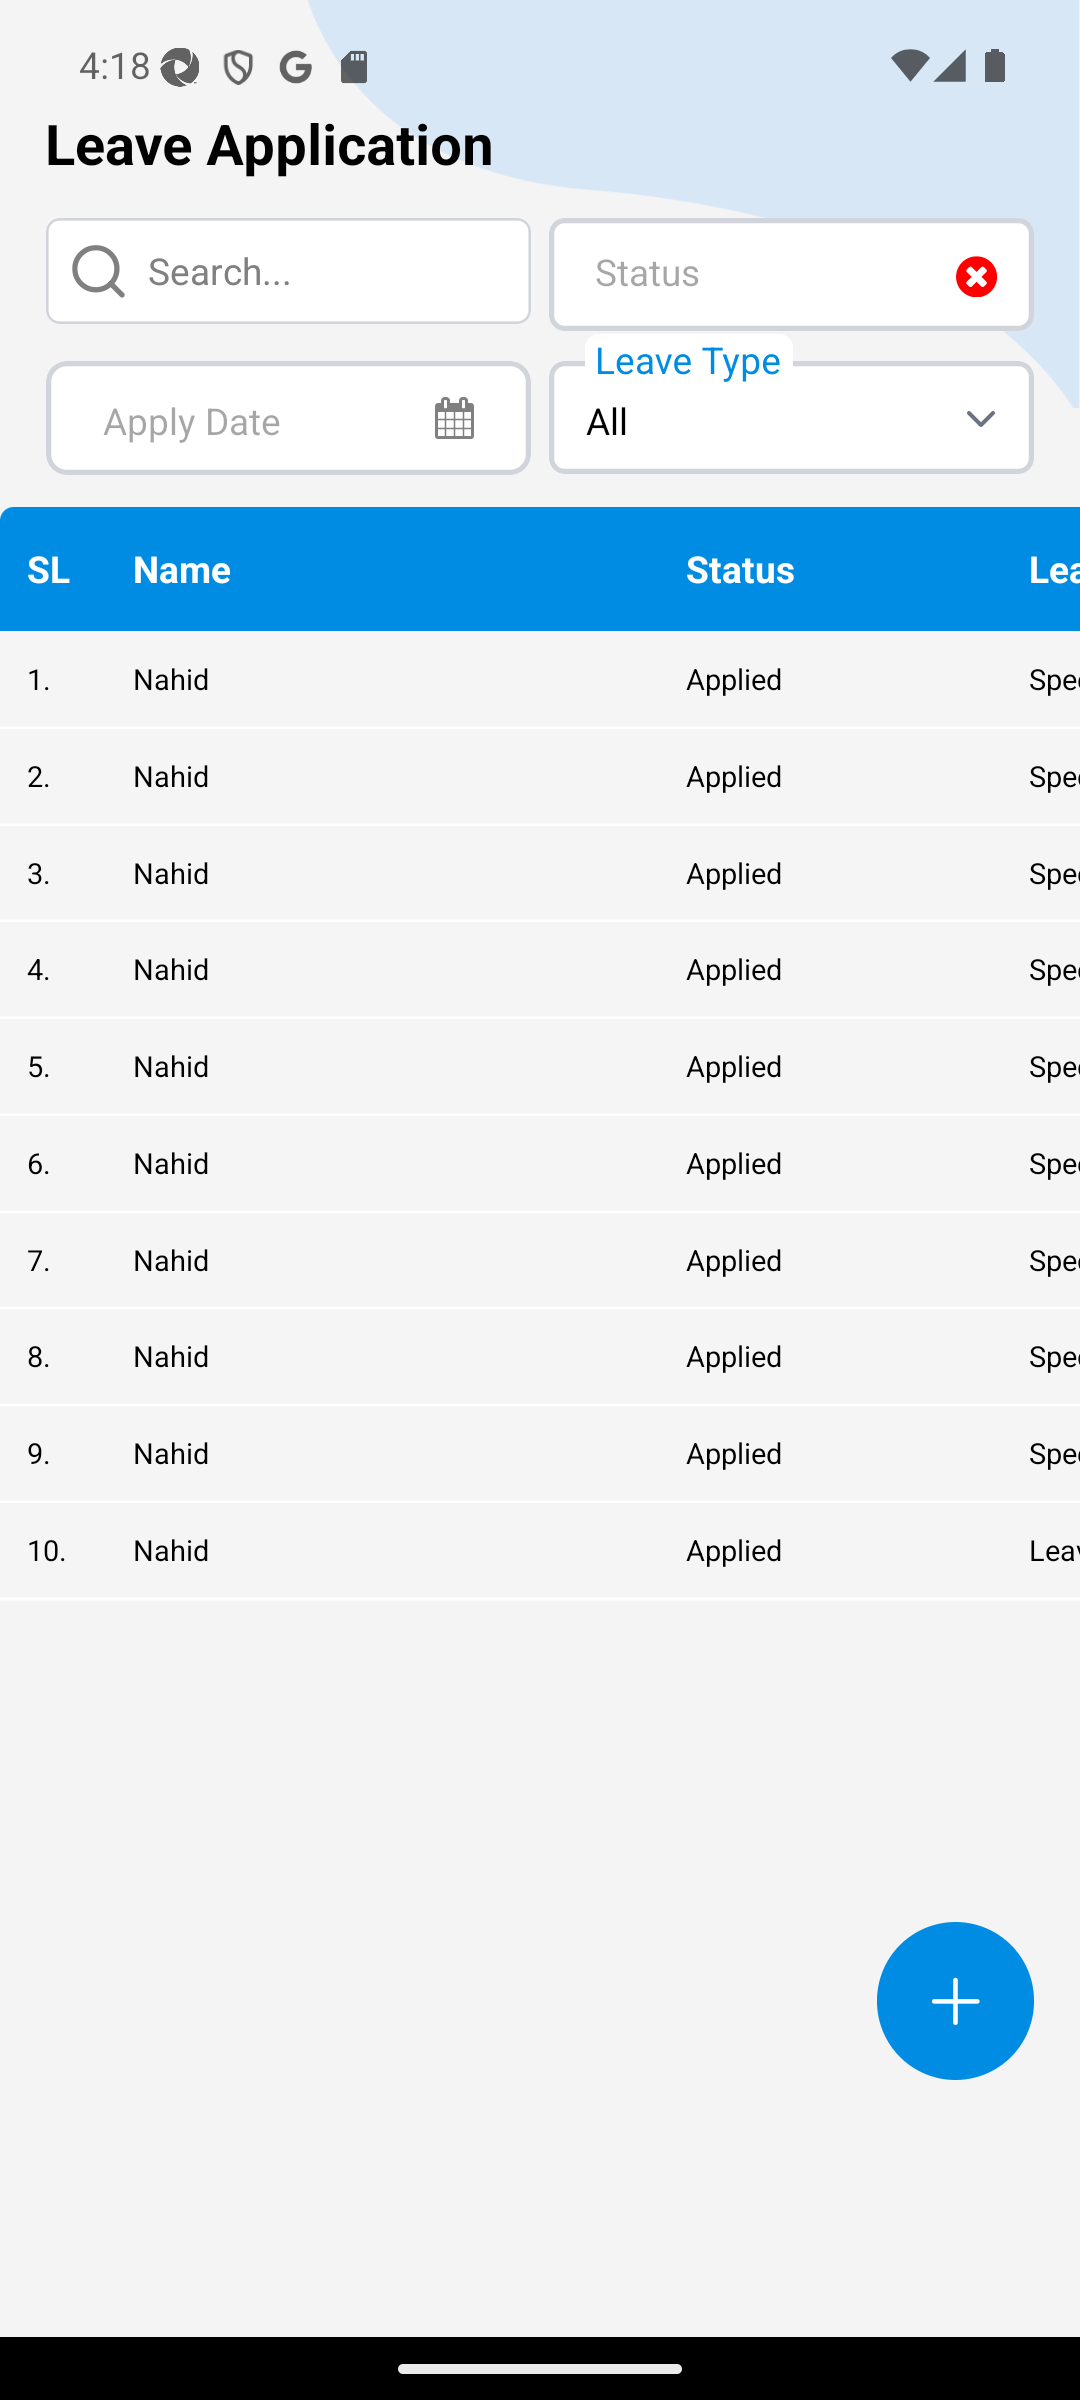 4:18
Leave Application
Search...
Status
Apply Date
Leave Type
All
SL Name Status Lea
1. Nahid Applied Spe
2. Nahid Applied Spe
3. Nahid Applied Spe
4. Nahid Applied Spe
5. Nahid Applied Spe
6. Nahid Applied Spe
7. Nahid Applied Spe
8. Nahid Applied Spe
9. Nahid Applied Spe
10. Nahid Applied Leav